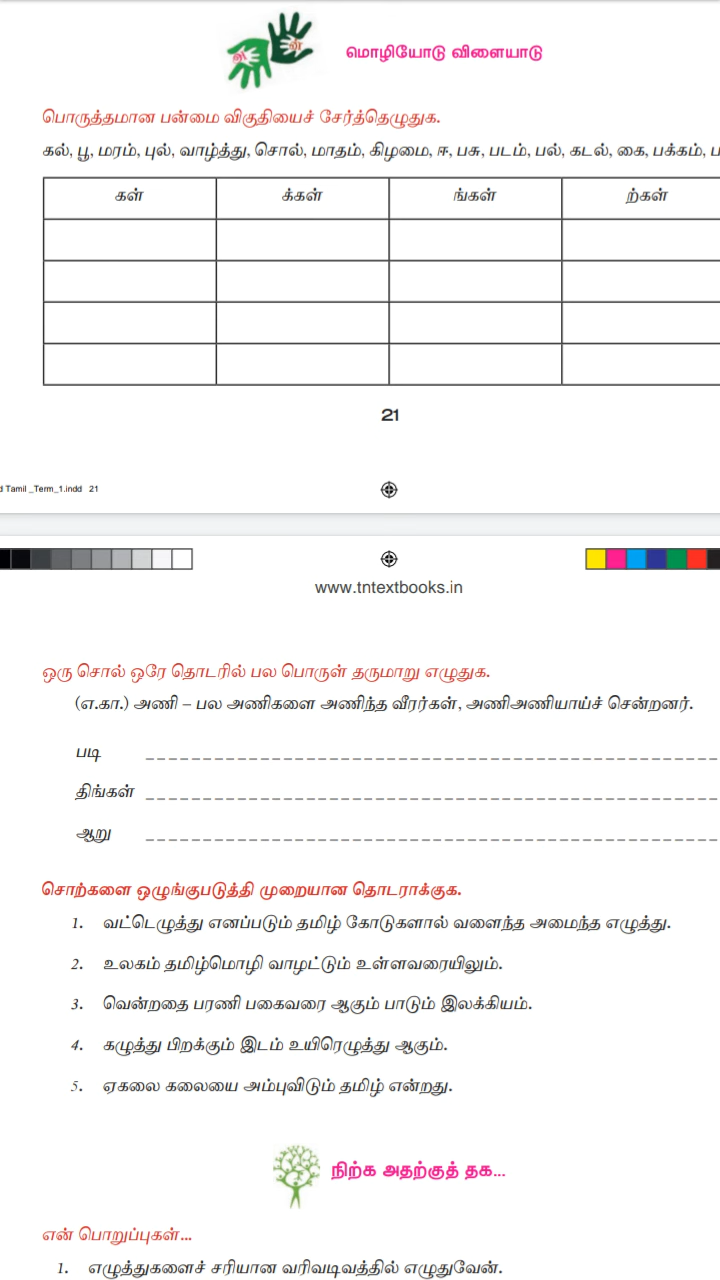 மொழியோடு விளையாடு
பொருத்தமான பன்மை விகுதியைச் சேர்த்தெழுதுக.
கல், பூ, மரம், புல், வாழ்த்து, சொல், மாதம், கிழமை, ஈ, பசு, படம், பல், கடல், கை, பக்கம், ப
கள் க்கள் ங்கள் ற்கள்
21
d Tamil _Term_1.indd 21
www.tntextbooks.in
ஒரு சொல் ஒரே தொடரில் பல பொருள் தருமாறு எழுதுக.
(எ.கா.) அணி – பல அணிகளை அணிந்த வீரர்கள், அணிஅணியாய்ச் சென்றனர்.
படி
திங்கள்
ஆறு
சொற்களை ஒழுங்குபடுத்தி முறையான தொடராக்குக.
1. வட்டெழுத்து எனப்படும் தமிழ் கோடுகளால் வளைந்த அமைந்த எழுத்து.
2. உலகம் தமிழ்மொழி வாழட்டும் உள்ளவரையிலும்.
3. வென்றதை பரணி பகைவரை ஆகும் பாடும் இலக்கியம்.
4. கழுத்து பிறக்கும் இடம் உயிரெழுத்து ஆகும்.
5. ஏகலை கலையை அம்புவிடும் தமிழ் என்றது.
நிற்க அதற்குத் தக...
என் பொறுப்புகள்...
1. எழுத்துகளைச் சரியான வரிவடிவத்தில் எழுதுவேன்.